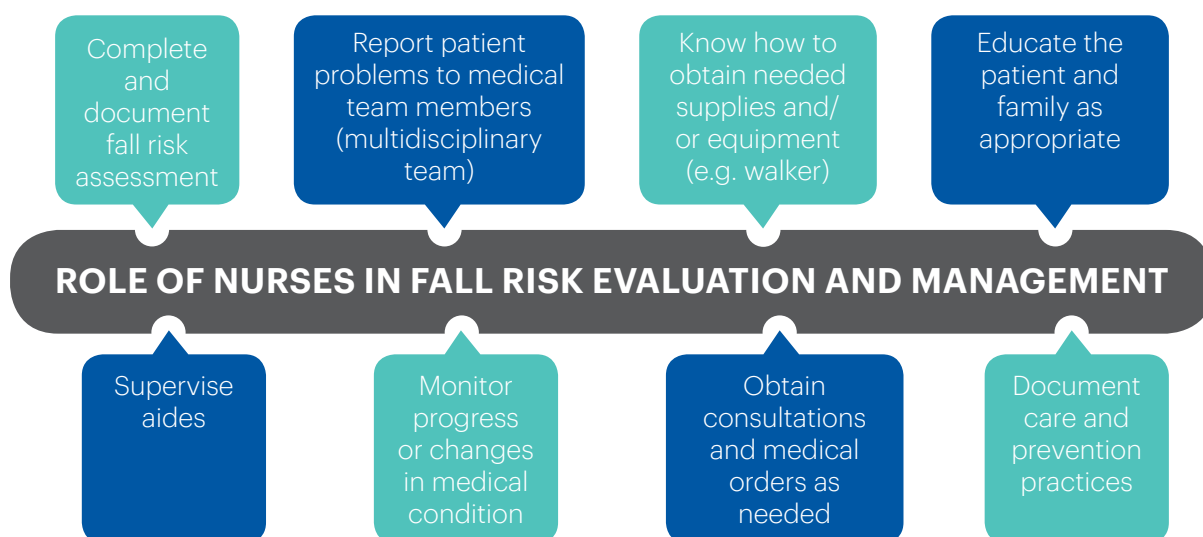 Complete
and
document
fall risk
assessment
Report patient
problems to medical
team members
(multidisciplinary
team)
Know how to
obtain needed
supplies and/
or equipment
(e.g. walker)
Educate the
patient and
family as
appropriate
ROLE OF NURSES IN FALL RISK EVALUATION AND MANAGEMENT
Supervise
aides
Monitor
progress
or changes
in medical
condition
Obtain
consultations
and medical
orders as
needed
Document
care and
prevention
practices